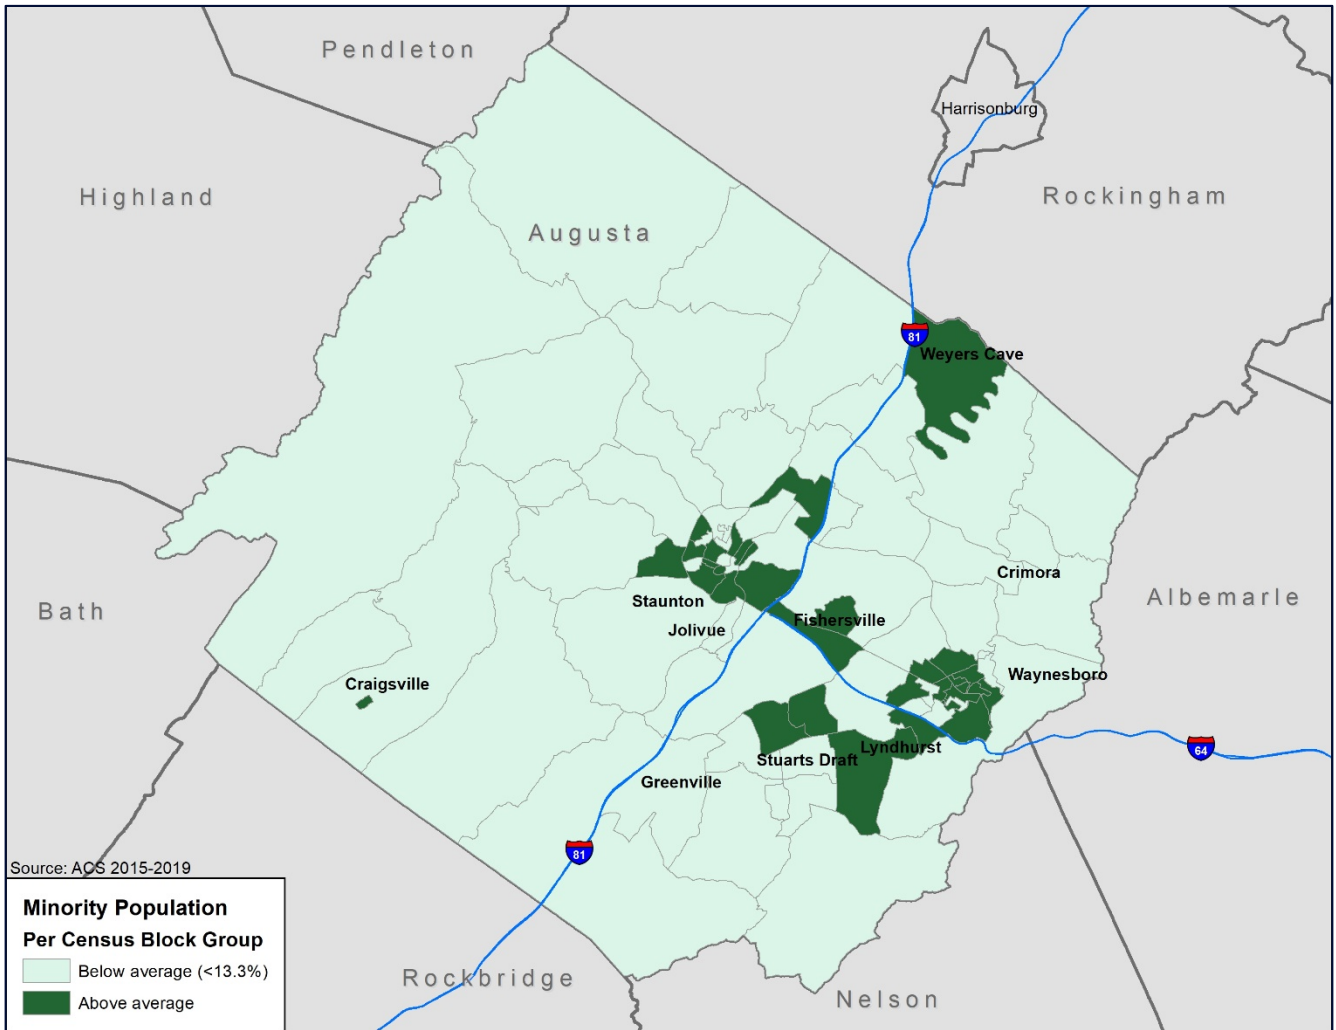 Pendleton
Harrisonburg
Highland
Rockingham
Augusta
81
Weyers Cave
Crimora
Albemarle
Bath
Staunton
Fishersville
Jolivue
Waynesboro
Craigsville
Lyndhurst
64
Stuarts Draft
Greenville
81
Source: ACS 2015-2019
Minority Population
Per Census Block Group
Below average (<13.3%)
Above average
Rockbridge
Nelson